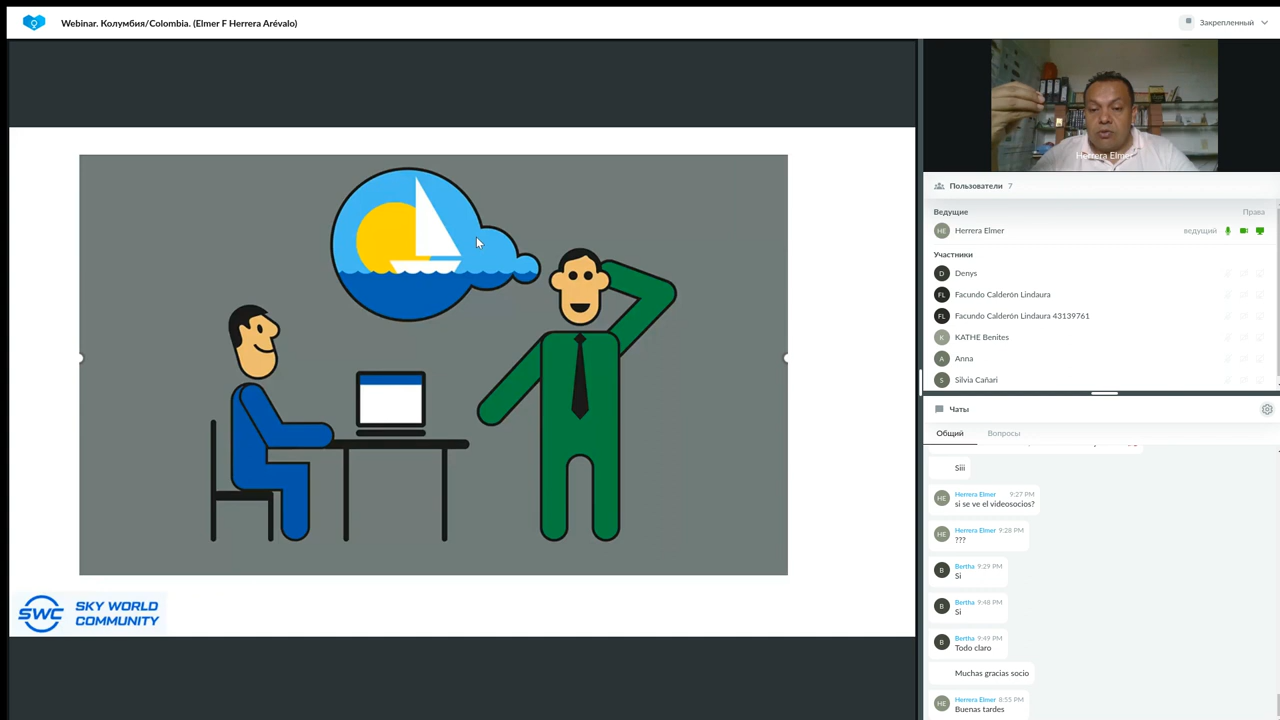 Webinar. Колумбия/Colombia. (Elmer F Herrera Arévalo)
Закрепленный
SWC SKY WORLD
COMMUNITY
Herrera Elmer
Пользователи 7
Ведущие Права
HE Herrera Elmer ведущий
Участники
D Denys
FL Facundo Calderón Lindaura
FL Facundo Calderón Lindaura 43139761
K KATHE Benites
A Anna
S Silvia Cañari
Чаты
Общий Вопросы
Siii
HE Herrera Elmer 9:27 PM
si se ve el videosocios?
HE Herrera Elmer 9:28 PM
???
B Bertha 9:29 PM
Si
B Bertha 9:48 PM
Si
B Bertha 9:49 PM
Todo claro
Muchas gracias socio
HE Herrera Elmer 8:55 PM
Buenas tardes